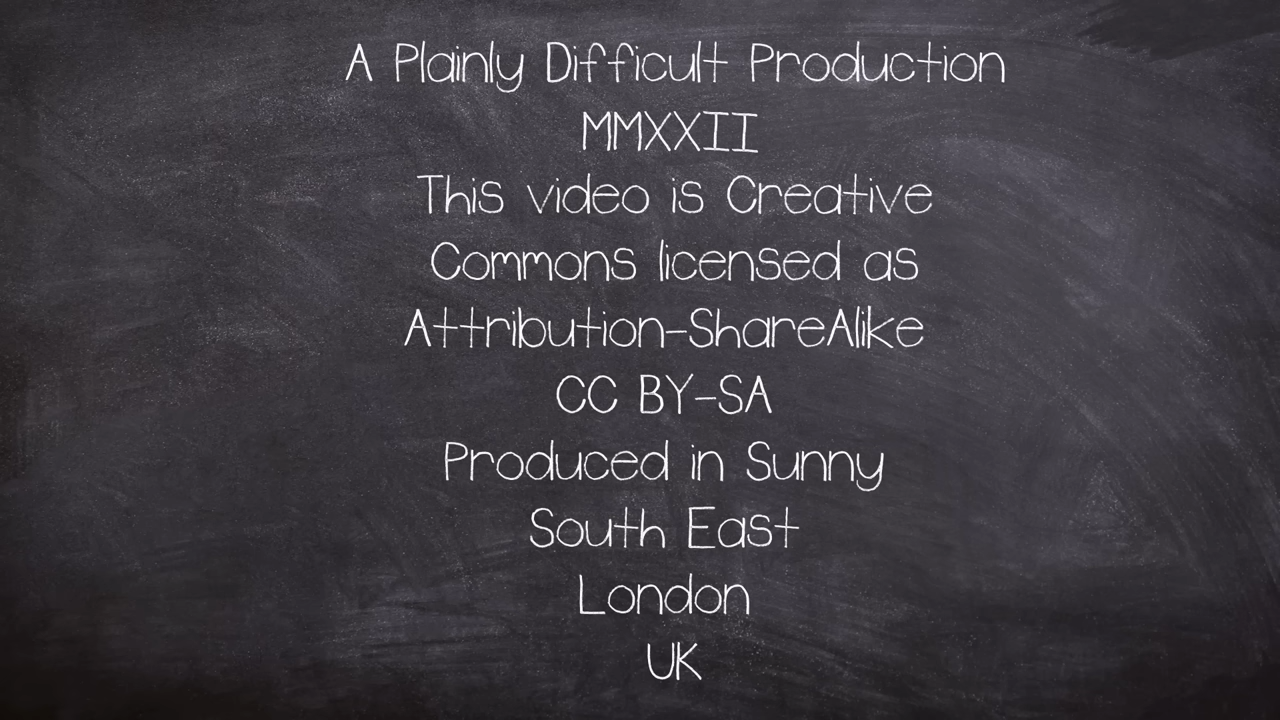 A Plainly Difficult Production
MMXXII
This video is Creative
Commons licensed as
Attribution-ShareAlike
CC BY-SA
Produced in Sunny
South East
London
UK